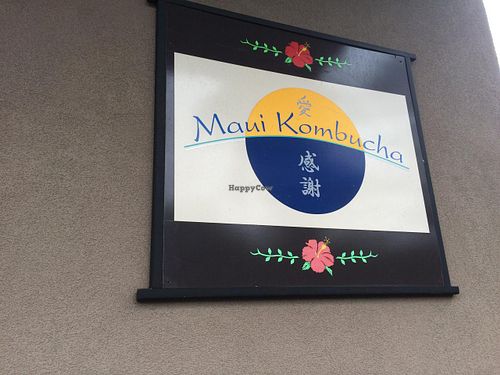 愛
Maui Kombucha
感
謝
HappyCow